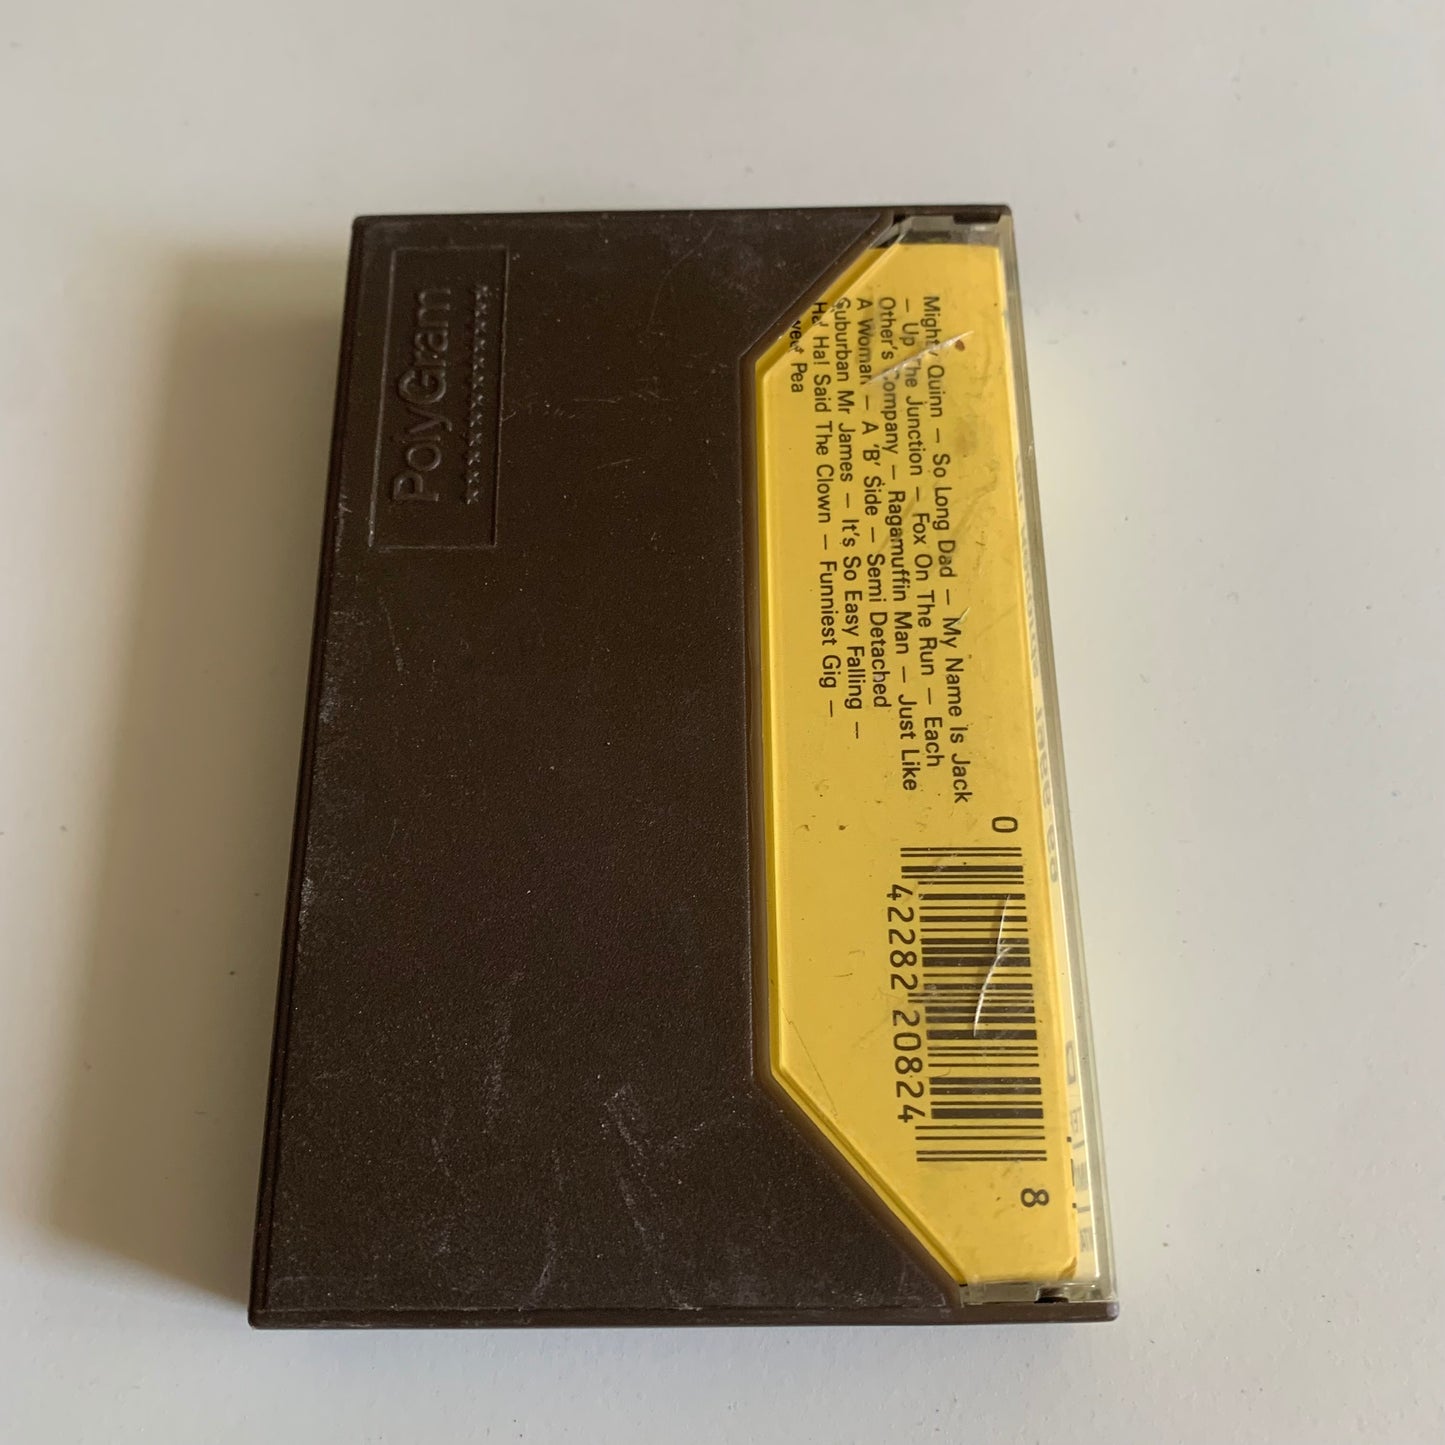 PolyGram
Mighty Quinn – So Long Dad – My Name Is Jack
– Up The Junction – Fox On The Run – Each
Other's Company – Ragamuffin Man – Just Like
A Woman – A 'B' Side – Semi Detached
Suburban Mr James – It's So Easy Falling –
Ha! Ha! Said The Clown – Funniest Gig –
Pea
0
42282 20824
8